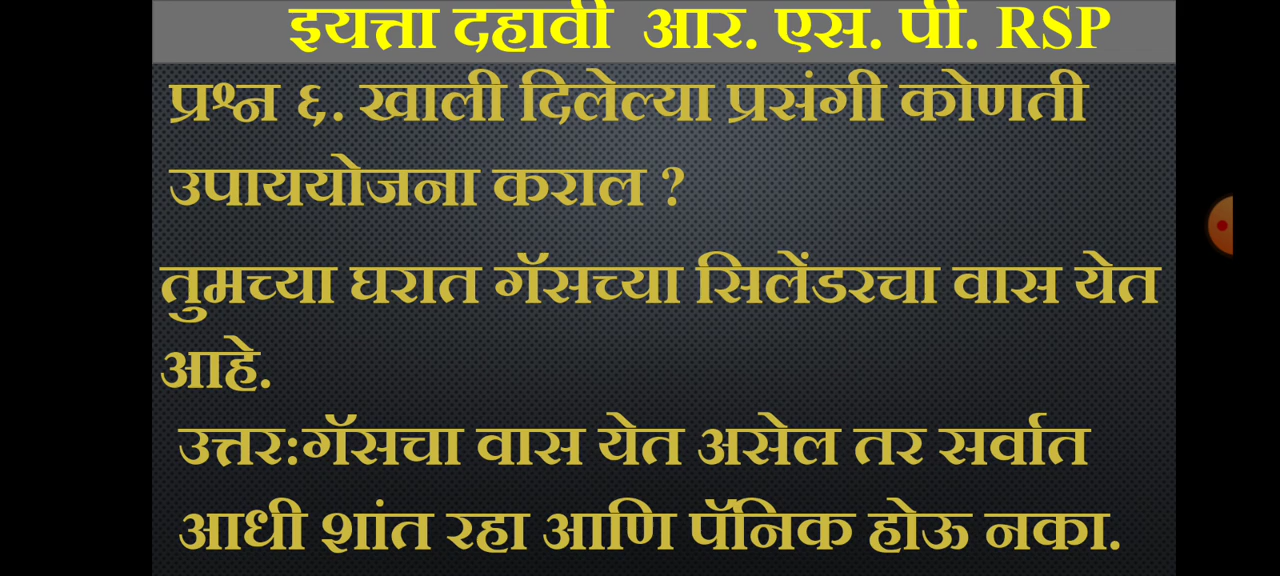 इयत्ता दहावी आर. एस. पी. RSP
प्रश्न ६. खाली दिलेल्या प्रसंगी कोणती
उपाययोजना कराल ?
तुमच्या घरात गॅसच्या सिलेंडरचा वास येत
आहे.
उत्तर:गॅसचा वास येत असेल तर सर्वात
आधी शांत रहा आणि पॅनिक होऊ नका.